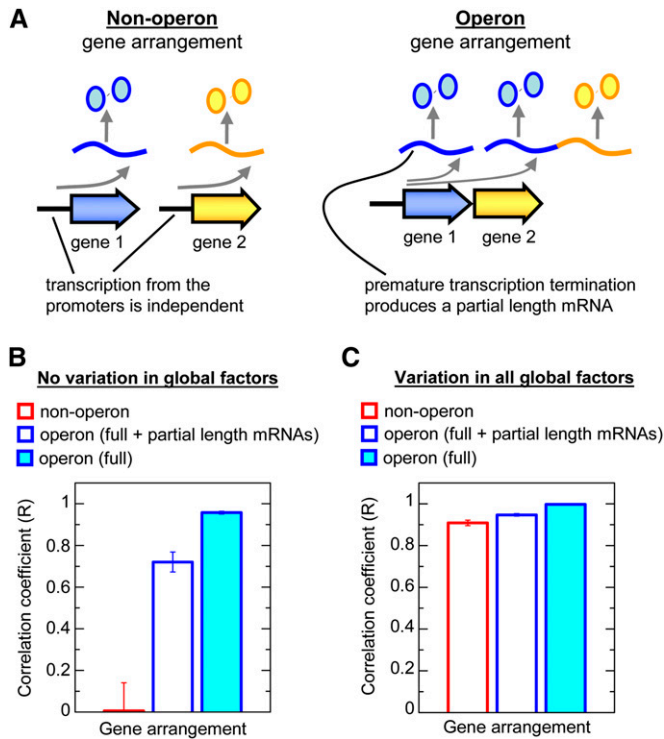 A
Non-operon
gene arrangement
Operon
gene arrangement
gene 1
gene 2
gene 1
gene 2
transcription from the
promoters is independent
premature transcription termination
produces a partial length mRNA
B
No variation in global factors
non-operon
operon (full + partial length mRNAs)
operon (full)
Correlation coefficient (R)
1
0.8
0.6
0.4
0.2
0
Gene arrangement
C
Variation in all global factors
non-operon
operon (full + partial length mRNAs)
operon (full)
Correlation coefficient (R)
1
0.8
0.6
0.4
0.2
0
Gene arrangement